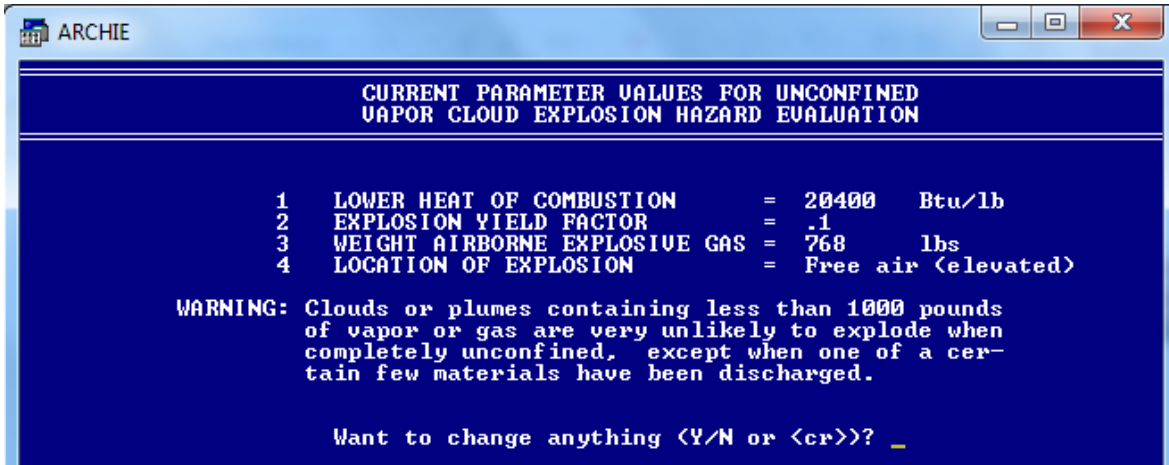 ARCHIE
CURRENT PARAMETER VALUES FOR UNCONFINED
VAPOR CLOUD EXPLOSION HAZARD EVALUATION
1 LOWER HEAT OF COMBUSTION = 20400 Btu/lb
2 EXPLOSION YIELD FACTOR = .1
3 WEIGHT AIRBORNE EXPLOSIVE GAS = 768 lbs
4 LOCATION OF EXPLOSION = Free air (elevated)
WARNING: Clouds or plumes containing less than 1000 pounds
of vapor or gas are very unlikely to explode when
completely unconfined, except when one of a cer-
tain few materials have been discharged.
Want to change anything (Y/N or <cr>)? _